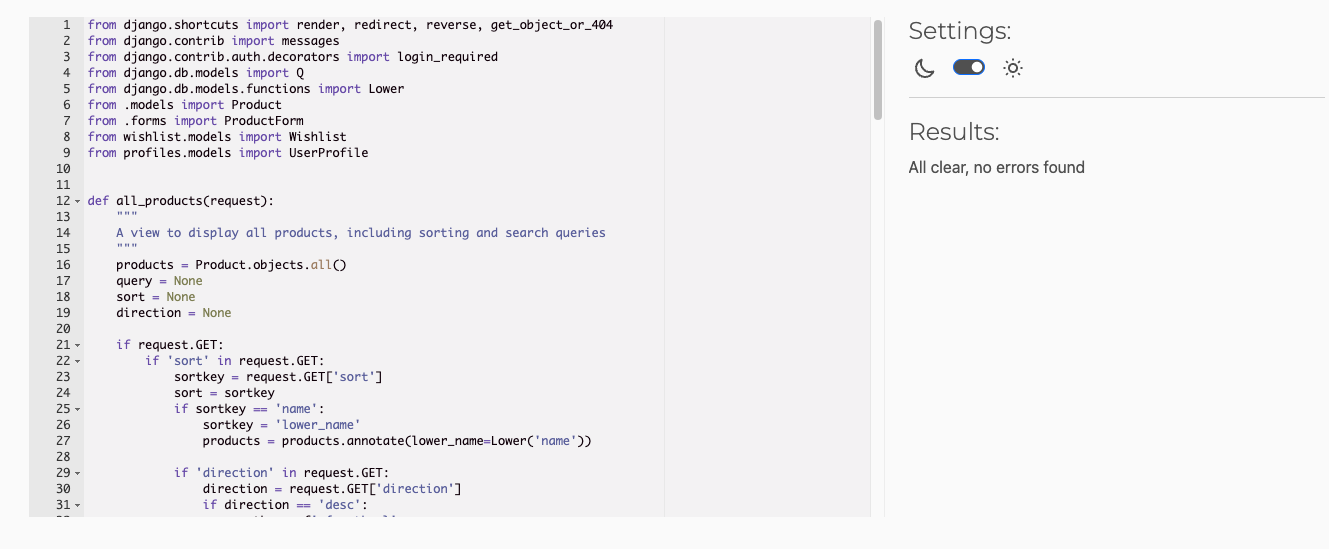 1 from django.shortcuts import render, redirect, reverse, get_object_or_404
2 from django.contrib import messages
3 from django.contrib.auth.decorators import login_required
4 from django.db.models import Q
5 from django.db.models.functions import Lower
6 from .models import Product
7 from .forms import ProductForm
8 from wishlist.models import Wishlist
9 from profiles.models import UserProfile
10
11
12 def all_products(request):
13     """
14     A view to display all products, including sorting and search queries
15     """
16     products = Product.objects.all()
17     query = None
18     sort = None
19     direction = None
20
21     if request.GET:
22         if 'sort' in request.GET:
23             sortkey = request.GET['sort']
24             sort = sortkey
25             if sortkey == 'name':
26                 sortkey = 'lower_name'
27                 products = products.annotate(lower_name=Lower('name'))
28
29             if 'direction' in request.GET:
30                 direction = request.GET['direction']
31                 if direction == 'desc':
Settings:
Results:
All clear, no errors found